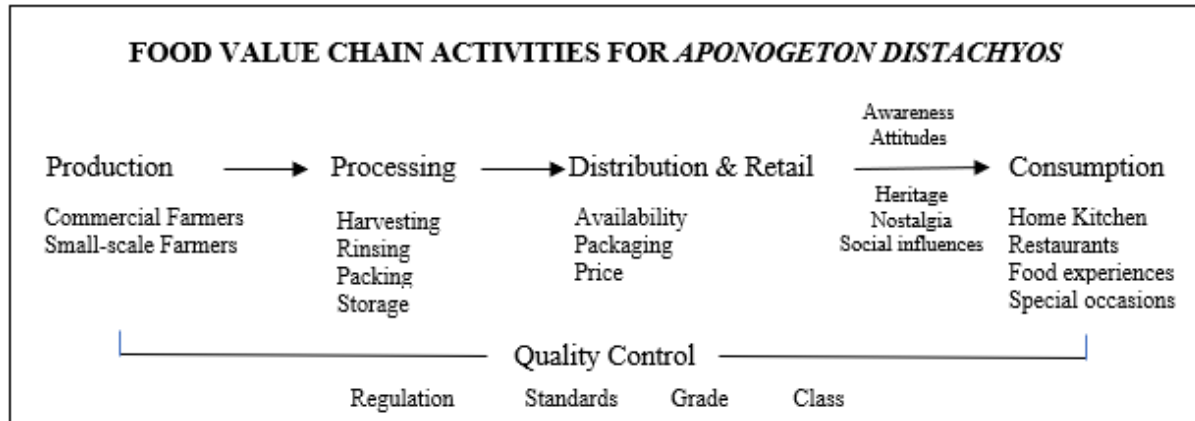 FOOD VALUE CHAIN ACTIVITIES FOR APONOGETON DISTACHYOS
Production
Commercial Farmers
Small-scale Farmers
Processing
Harvesting
Rinsing
Packing
Storage
Distribution & Retail
Availability
Packaging
Price
Awareness
Attitudes
Heritage
Nostalgia
Social influences
Consumption
Home Kitchen
Restaurants
Food experiences
Special occasions
Quality Control
Regulation Standards Grade Class